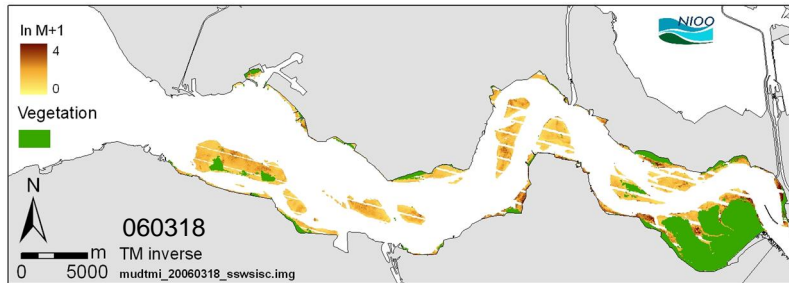 ln M+1
4
0
Vegetation
N
m
0 5000
060318
TM inverse
mudtmi_20060318_sswsisc.img
NIOO